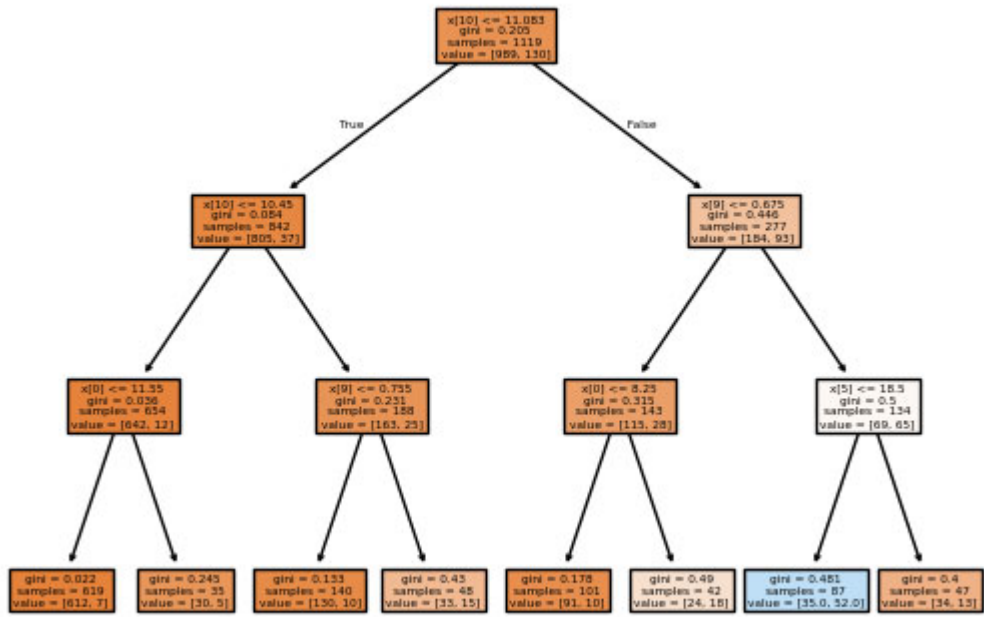 x[10] <= 11.083
gini = 0.205
samples = 1119
value = [989, 130]
True
False
x[10] <= 10.45
gini = 0.084
samples = 842
value = [805, 37]
x[9] <= 0.675
gini = 0.446
samples = 277
value = [184, 93]
x[0] <= 11.55
gini = 0.036
samples = 654
value = [642, 12]
x[9] <= 0.755
gini = 0.231
samples = 188
value = [163, 25]
x[0] <= 8.25
gini = 0.315
samples = 143
value = [115, 28]
x[5] <= 18.5
gini = 0.5
samples = 134
value = [69, 65]
gini = 0.022
samples = 619
value = [612, 7]
gini = 0.245
samples = 35
value = [30, 5]
gini = 0.133
samples = 140
value = [130, 10]
gini = 0.43
samples = 48
value = [33, 15]
gini = 0.178
samples = 101
value = [91, 10]
gini = 0.49
samples = 42
value = [24, 18]
gini = 0.481
samples = 87
value = [35.0, 52.0]
gini = 0.4
samples = 47
value = [34, 13]